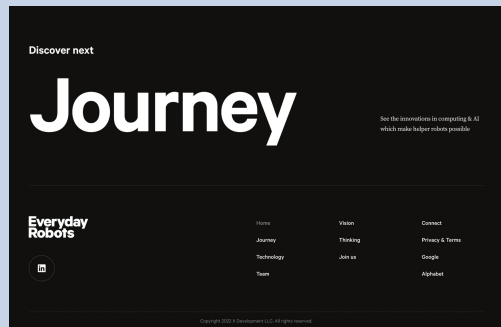 Discover next
Journey
See the innovations in computing & AI
which make helper robots possible
Everyday
Robots
Home
Journey
Technology
Team
Vision
Thinking
Join us
Connect
Privacy & Terms
Google
Alphabet
Copyright 2022 X Development LLC. All rights reserved.